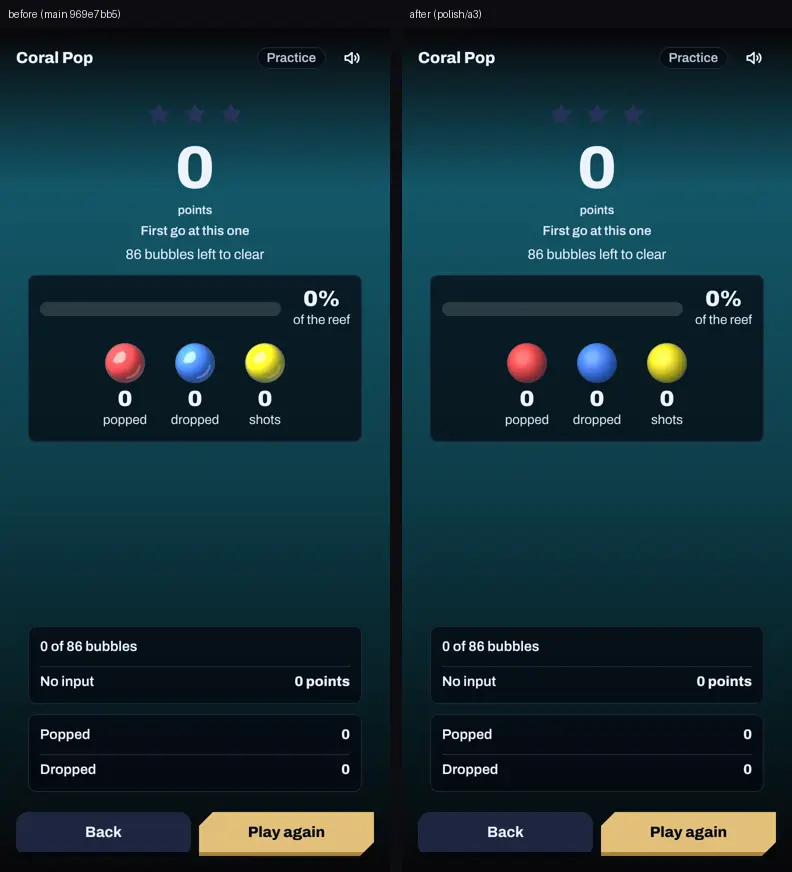 before (main 969e7bb5)
Coral Pop Practice
0
points
First go at this one
86 bubbles left to clear
0%
of the reef
0 0 0
popped dropped shots
0 of 86 bubbles
No input 0 points
Popped 0
Dropped 0
Back Play again
after (polish/a3)
Coral Pop Practice
0
points
First go at this one
86 bubbles left to clear
0%
of the reef
0 0 0
popped dropped shots
0 of 86 bubbles
No input 0 points
Popped 0
Dropped 0
Back Play again